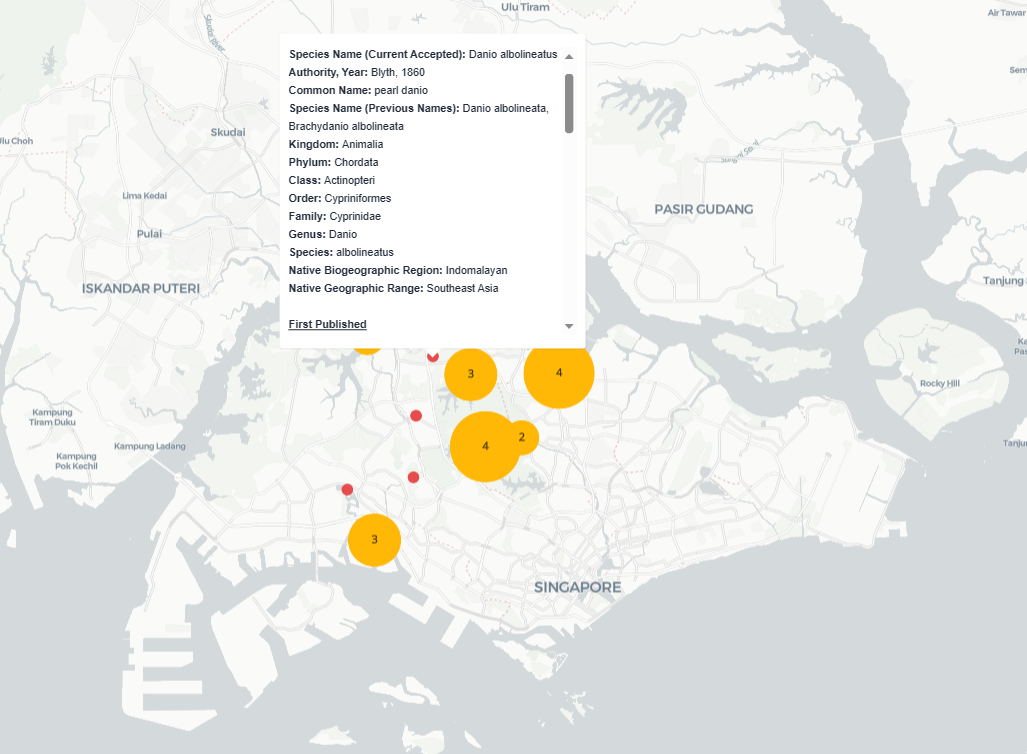 Ulu Tiram
Air Tawar
Skudai River
Species Name (Current Accepted): Danio albolineatus
Authority, Year: Blyth, 1860
Common Name: pearl danio
Species Name (Previous Names): Danio albolineata,
Brachydanio albolineata
Kingdom: Animalia
Phylum: Chordata
Class: Actinopteri
Order: Cypriniformes
Family: Cyprinidae
Genus: Danio
Species: albolineatus
Native Biogeographic Region: Indomalayan
Native Geographic Range: Southeast Asia
First Published
Skudai
Ulu Choh
Lima Kedai
Pulai
ISKANDAR PUTERI
PASIR GUDANG
Tanjung
Rocky Hill
3
4
4
2
3
Kampung
Tiram Duku
Kampung Ladang
Kampung
Pok Kechil
SINGAPORE